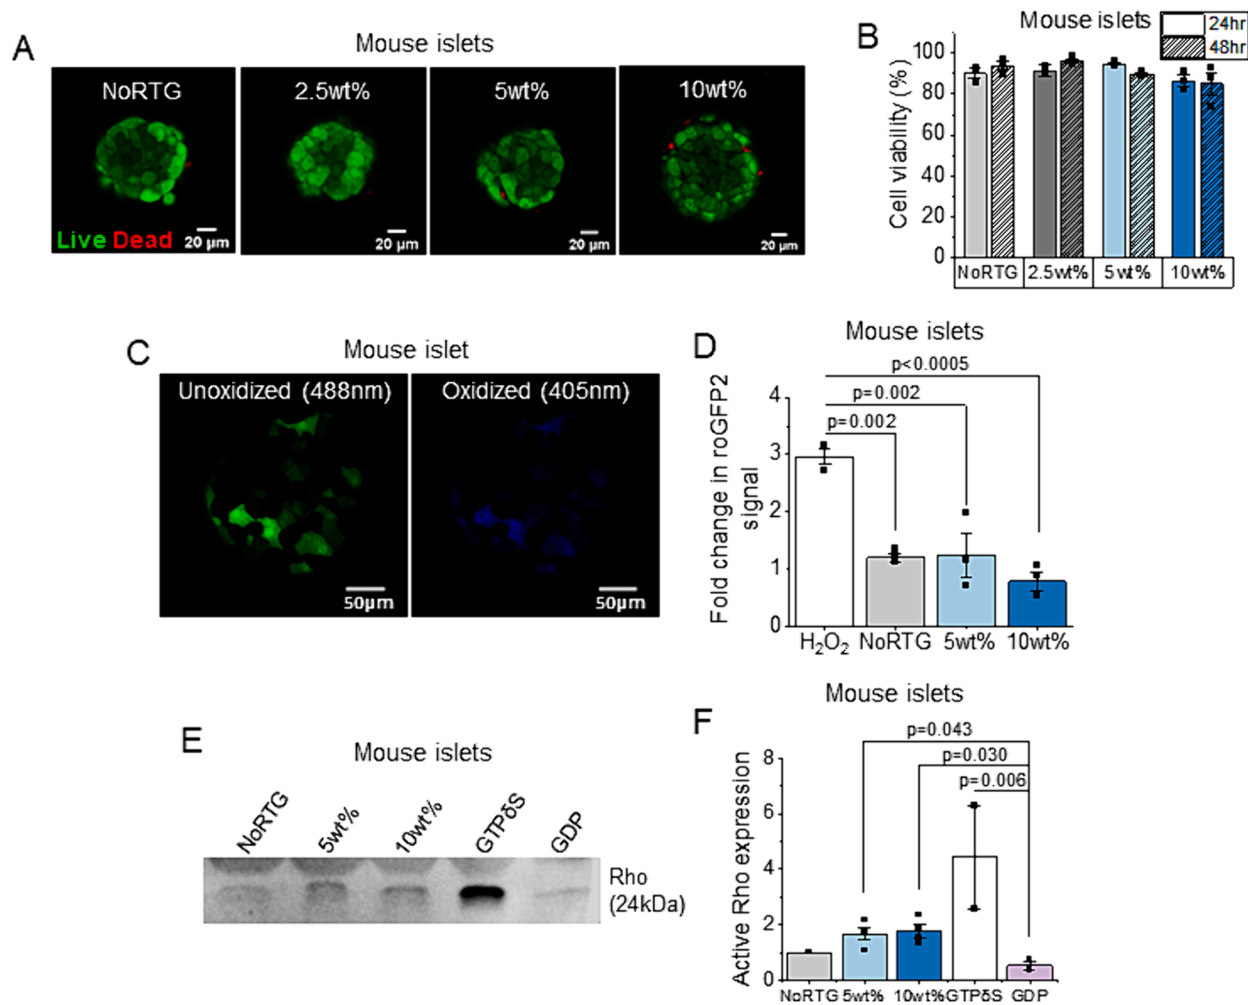 A
Mouse islets
NoRTG
2.5wt%
5wt%
10wt%
Live Dead
20 µm
20 µm
20 µm
20 µm
B
Mouse islets
24hr
48hr
Cell viability (%)
100
80
60
40
20
0
NoRTG
2.5wt%
5wt%
10wt%
C
Mouse islet
Unoxidized (488nm)
Oxidized (405nm)
50µm
50µm
D
Mouse islets
p<0.0005
p=0.002
p=0.002
Fold change in roGFP2
signal
4
3
2
1
0
H₂O₂
NoRTG
5wt%
10wt%
E
Mouse islets
NoRTG
5wt%
10wt%
GTPδS
GDP
Rho
(24kDa)
F
Mouse islets
p=0.043
p=0.030
p=0.006
Active Rho expression
8
6
4
2
0
NoRTG
5wt%
10wt%
GTPδS
GDP